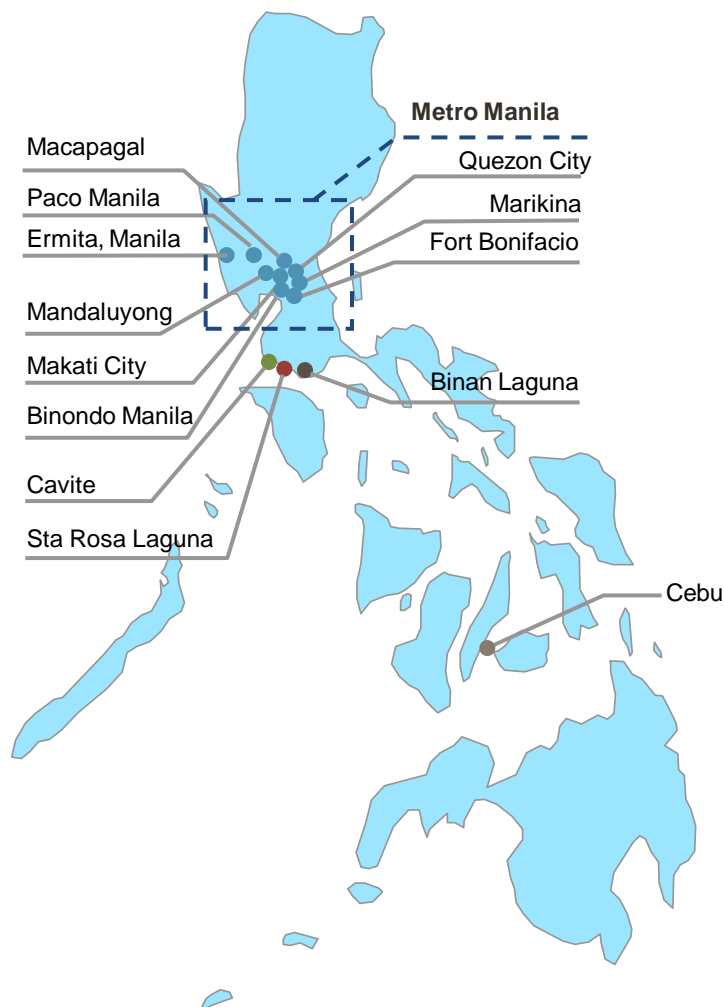 Metro Manila
Macapagal
Quezon City
Paco Manila
Marikina
Ermita, Manila
Fort Bonifacio
Mandaluyong
Makati City
Binan Laguna
Binondo Manila
Cavite
Sta Rosa Laguna
Cebu